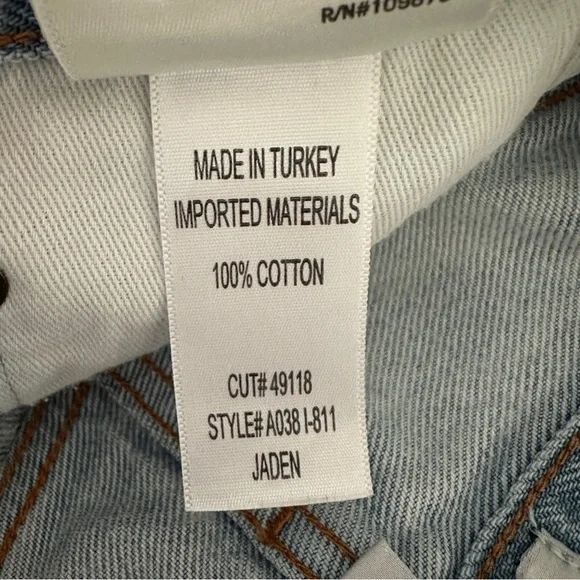 MADE IN TURKEY
IMPORTED MATERIALS
100% COTTON
CUT# 49118
STYLE# A038 I-811
JADEN